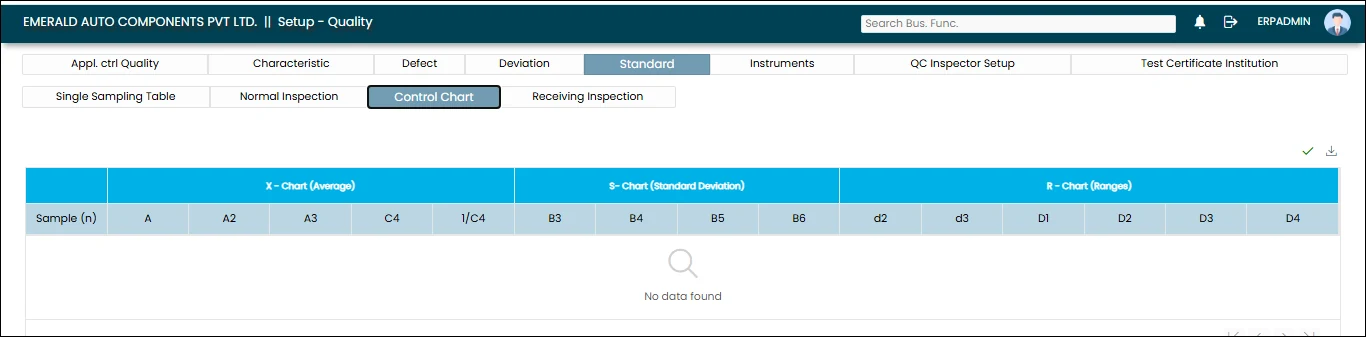 EMERALD AUTO COMPONENTS PVT LTD. || Setup - Quality Search Bus. Func. ERPADMIN
Appl. ctrl Quality Characteristic Defect Deviation Standard Instruments QC Inspector Setup Test Certificate Institution
Single Sampling Table Normal Inspection Control Chart Receiving Inspection
X - Chart (Average) S- Chart (Standard Deviation) R - Chart (Ranges)
Sample (n) A A2 A3 C4 1/C4 B3 B4 B5 B6 d2 d3 D1 D2 D3 D4
No data found